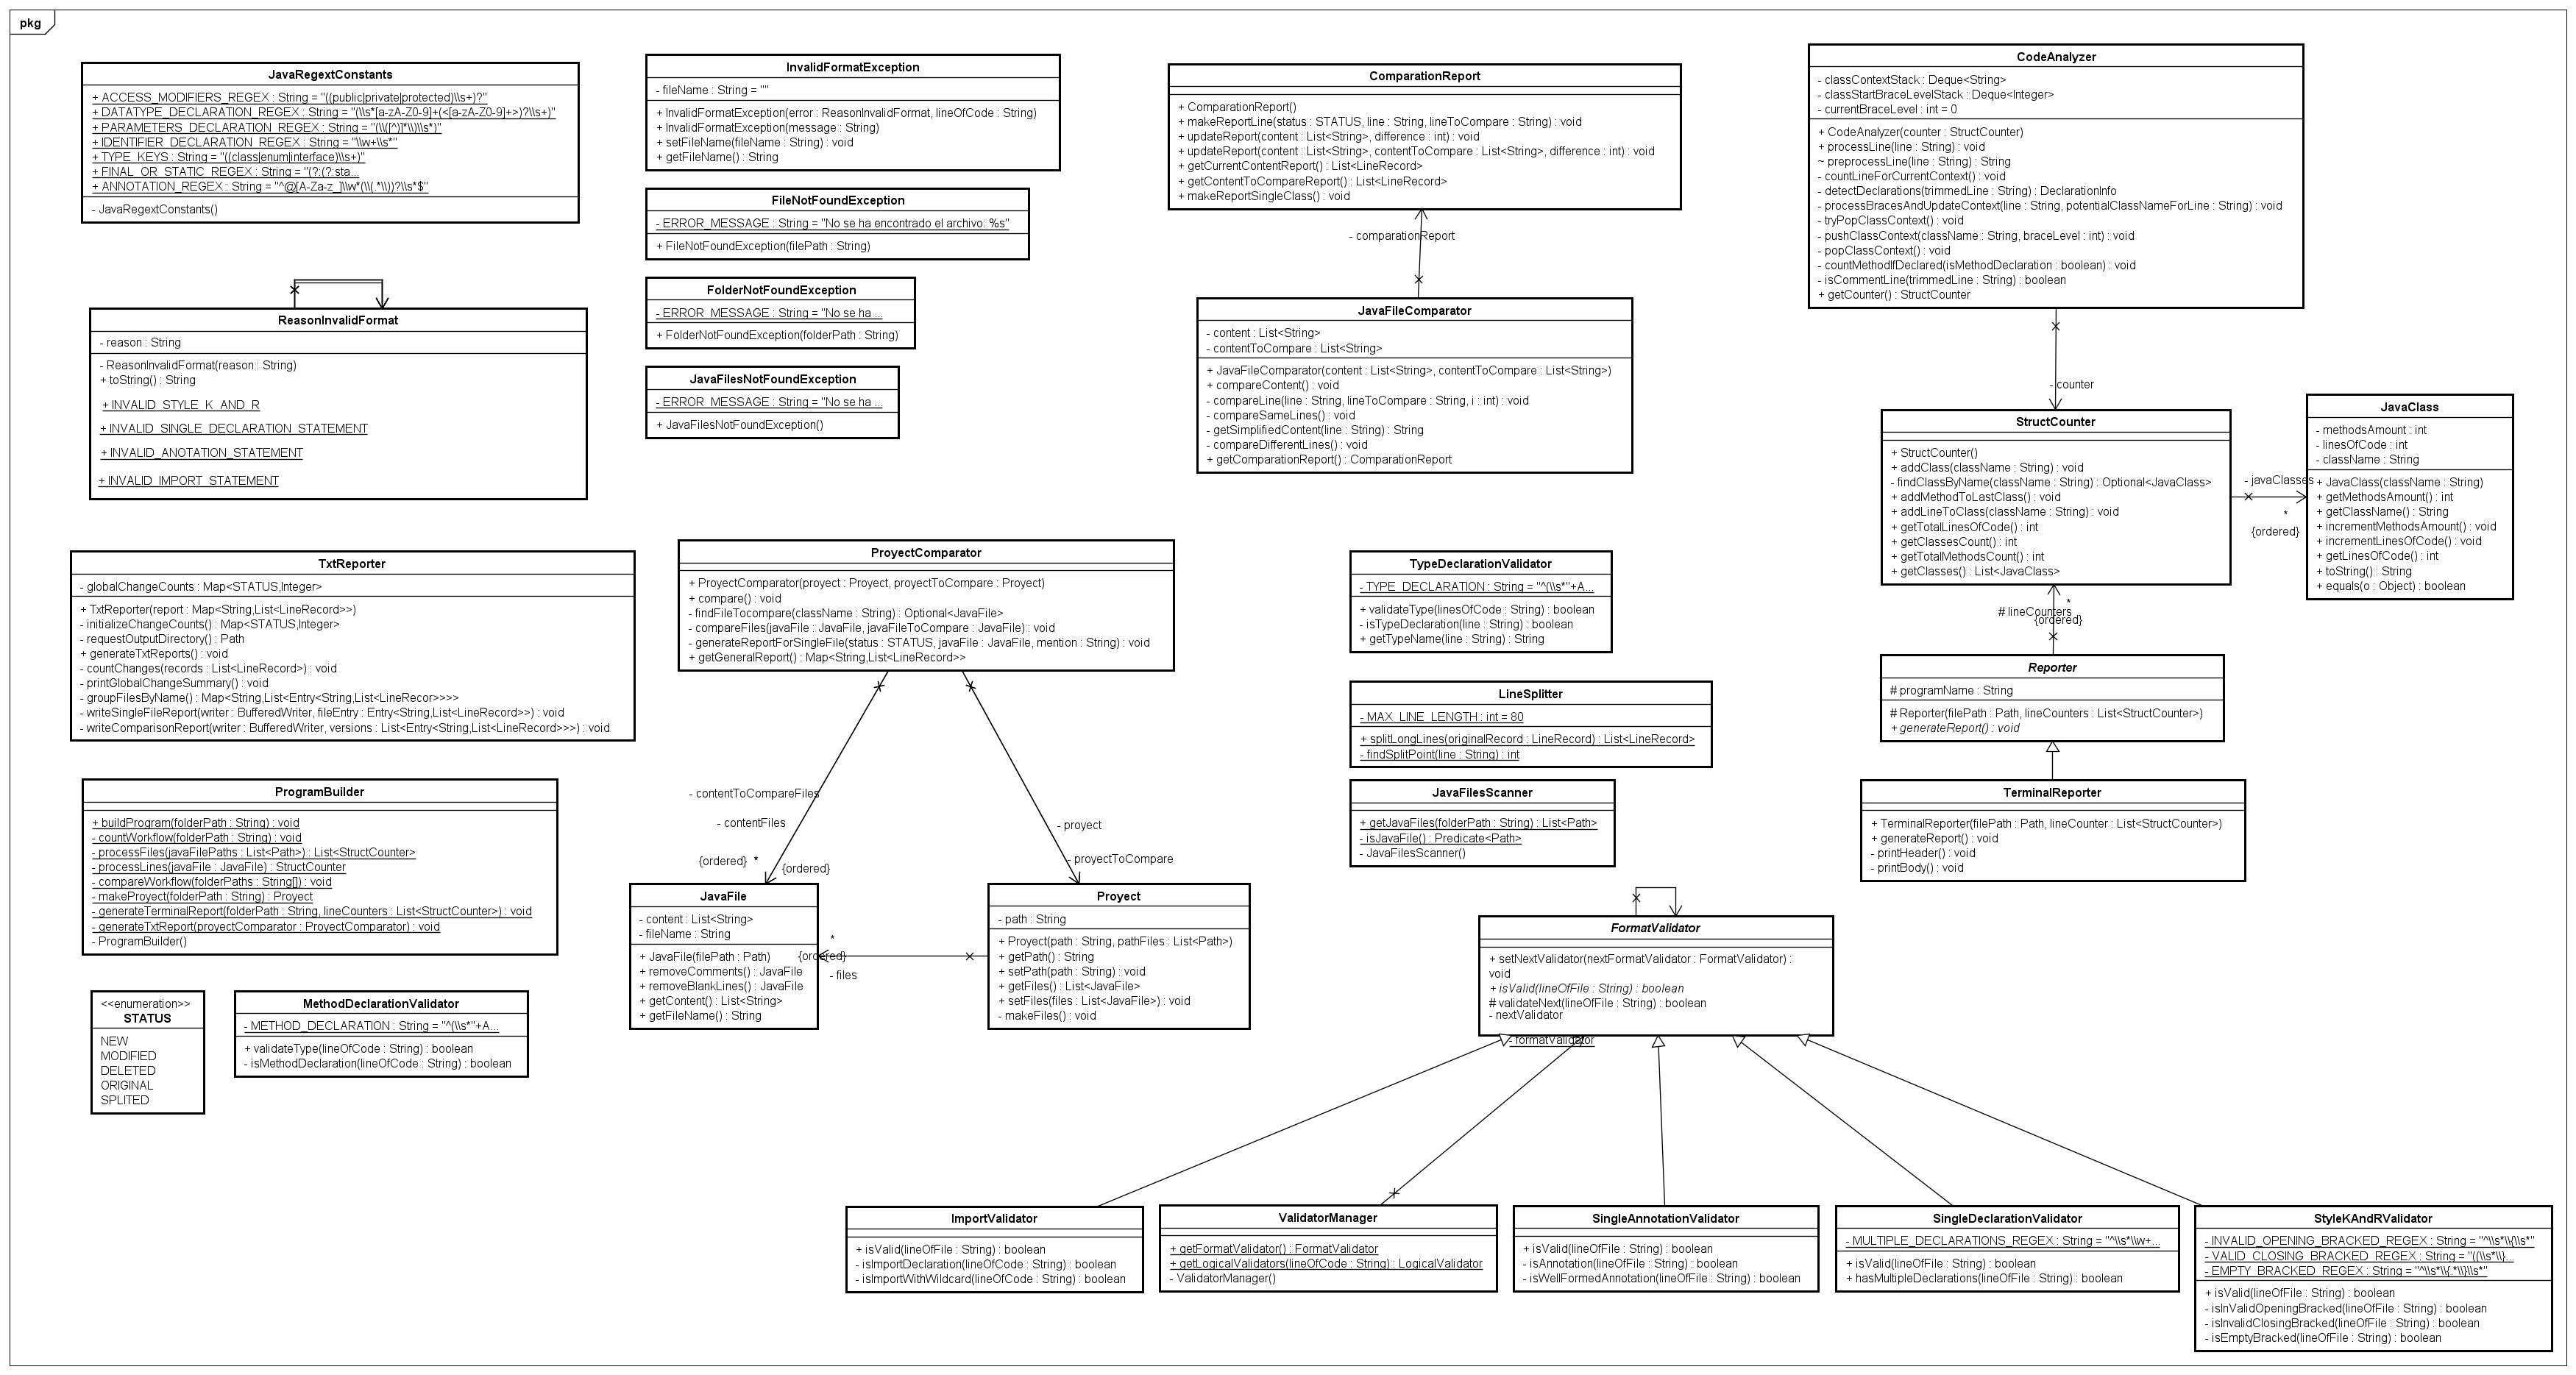 pkg
JavaRegextConstants
+ ACCESS_MODIFIERS_REGEX : String = "((public|private|protected)\\s+)?"
+ DATATYPE_DECLARATION_REGEX : String = "(\\s*[a-zA-Z0-9]+(<[a-zA-Z0-9]+>)?\\s+)"
+ PARAMETERS_DECLARATION_REGEX : String = "(\\([^)]*\\)\\s*)"
+ IDENTIFIER_DECLARATION_REGEX : String = "\\w+\\s*"
+ TYPE_KEYS : String = "((class|enum|interface)\\s+)"
+ FINAL_OR_STATIC_REGEX : String = "(?:(?:sta...
+ ANNOTATION_REGEX : String = "^@[A-Za-z_]\\w*(\\(.*\\))?\\s*$"
- JavaRegextConstants()
InvalidFormatException
- fileName : String = ""
+ InvalidFormatException(error : ReasonInvalidFormat, lineOfCode : String)
+ InvalidFormatException(message : String)
+ setFileName(fileName : String) : void
+ getFileName() : String
FileNotFoundException
- ERROR_MESSAGE : String = "No se ha encontrado el archivo: %s"
+ FileNotFoundException(filePath : String)
FolderNotFoundException
- ERROR_MESSAGE : String = "No se ha ...
+ FolderNotFoundException(folderPath : String)
JavaFilesNotFoundException
- ERROR_MESSAGE : String = "No se ha ...
+ JavaFilesNotFoundException()
ComparationReport
+ ComparationReport()
+ makeReportLine(status : STATUS, line : String, lineToCompare : String) : void
+ updateReport(content : List<String>, difference : int) : void
+ updateReport(content : List<String>, contentToCompare : List<String>, difference : int) : void
+ getCurrentContentReport() : List<LineRecord>
+ getContentToCompareReport() : List<LineRecord>
+ makeReportSingleClass() : void
- comparationReport
JavaFileComparator
- content : List<String>
- contentToCompare : List<String>
+ JavaFileComparator(content : List<String>, contentToCompare : List<String>)
+ compareContent() : void
- compareLine(line : String, lineToCompare : String, i : int) : void
- compareSameLines() : void
- getSimplifiedContent(line : String) : String
- compareDifferentLines() : void
+ getComparationReport() : ComparationReport
CodeAnalyzer
- classContextStack : Deque<String>
- classStartBraceLevelStack : Deque<Integer>
- currentBraceLevel : int = 0
+ CodeAnalyzer(counter : StructCounter)
+ processLine(line : String) : void
~ preprocessLine(line : String) : String
- countLineForCurrentContext() : void
- detectDeclarations(trimmedLine : String) : DeclarationInfo
- processBracesAndUpdateContext(line : String, potentialClassNameForLine : String) : void
- tryPopClassContext() : void
- pushClassContext(className : String, braceLevel : int) : void
- popClassContext() : void
- countMethodIfDeclared(isMethodDeclaration : boolean) : void
- isCommentLine(trimmedLine : String) : boolean
+ getCounter() : StructCounter
- counter
StructCounter
+ StructCounter()
+ addClass(className : String) : void
- findClassByName(className : String) : Optional<JavaClass>
+ addMethodToLastClass() : void
+ addLineToClass(className : String) : void
+ getTotalLinesOfCode() : int
+ getClassesCount() : int
+ getTotalMethodsCount() : int
+ getClasses() : List<JavaClass>
- javaClasses
*
{ordered}
JavaClass
- methodsAmount : int
- linesOfCode : int
- className : String
+ JavaClass(className : String)
+ getMethodsAmount() : int
+ getClassName() : String
+ incrementMethodsAmount() : void
+ incrementLinesOfCode() : void
+ getLinesOfCode() : int
+ toString() : String
+ equals(o : Object) : boolean
# lineCounters
*
{ordered}
Reporter
# programName : String
# Reporter(filePath : Path, lineCounters : List<StructCounter>)
+ generateReport() : void
TerminalReporter
+ TerminalReporter(filePath : Path, lineCounter : List<StructCounter>)
+ generateReport() : void
- printHeader() : void
- printBody() : void
ReasonInvalidFormat
- reason : String
- ReasonInvalidFormat(reason : String)
+ toString() : String
+ INVALID_STYLE_K_AND_R
+ INVALID_SINGLE_DECLARATION_STATEMENT
+ INVALID_ANOTATION_STATEMENT
+ INVALID_IMPORT_STATEMENT
TxtReporter
- globalChangeCounts : Map<STATUS,Integer>
+ TxtReporter(report : Map<String,List<LineRecord>>)
- initializeChangeCounts() : Map<STATUS,Integer>
- requestOutputDirectory() : Path
+ generateTxtReports() : void
- countChanges(records : List<LineRecord>) : void
- printGlobalChangeSummary() : void
- groupFilesByName() : Map<String,List<Entry<String,List<LineRecor>>>>
- writeSingleFileReport(writer : BufferedWriter, fileEntry : Entry<String,List<LineRecord>>) : void
- writeComparisonReport(writer : BufferedWriter, versions : List<Entry<String,List<LineRecord>>>) : void
ProyectComparator
+ ProyectComparator(proyect : Proyect, proyectToCompare : Proyect)
+ compare() : void
- findFileTocompare(className : String) : Optional<JavaFile>
- compareFiles(javaFile : JavaFile, javaFileToCompare : JavaFile) : void
- generateReportForSingleFile(status : STATUS, javaFile : JavaFile, mention : String) : void
+ getGeneralReport() : Map<String,List<LineRecord>>
- contentToCompareFiles
- contentFiles
{ordered} *
{ordered}
- proyect
- proyectToCompare
JavaFile
- content : List<String>
- fileName : String
+ JavaFile(filePath : Path)
+ removeComments() : JavaFile
+ removeBlankLines() : JavaFile
+ getContent() : List<String>
+ getFileName() : String
*
{ordered}
- files
Proyect
- path : String
+ Proyect(path : String, pathFiles : List<Path>)
+ getPath() : String
+ setPath(path : String) : void
+ getFiles() : List<JavaFile>
+ setFiles(files : List<JavaFile>) : void
- makeFiles() : void
TypeDeclarationValidator
- TYPE_DECLARATION : String = "^(\\s*"+A...
+ validateType(linesOfCode : String) : boolean
- isTypeDeclaration(line : String) : boolean
+ getTypeName(line : String) : String
LineSplitter
- MAX_LINE_LENGTH : int = 80
+ splitLongLines(originalRecord : LineRecord) : List<LineRecord>
- findSplitPoint(line : String) : int
JavaFilesScanner
+ getJavaFiles(folderPath : String) : List<Path>
- isJavaFile() : Predicate<Path>
- JavaFilesScanner()
ProgramBuilder
+ buildProgram(folderPath : String) : void
- countWorkflow(folderPath : String) : void
- processFiles(javaFilePaths : List<Path>) : List<StructCounter>
- processLines(javaFile : JavaFile) : StructCounter
- compareWorkflow(folderPaths : String[]) : void
- makeProyect(folderPath : String) : Proyect
- generateTerminalReport(folderPath : String, lineCounters : List<StructCounter>) : void
- generateTxtReport(proyectComparator : ProyectComparator) : void
- ProgramBuilder()
<<enumeration>>
STATUS
NEW
MODIFIED
DELETED
ORIGINAL
SPLITED
MethodDeclarationValidator
- METHOD_DECLARATION : String = "^(\\s*"+A...
+ validateType(lineOfCode : String) : boolean
- isMethodDeclaration(lineOfCode : String) : boolean
FormatValidator
+ setNextValidator(nextFormatValidator : FormatValidator) :
void
+ isValid(lineOfFile : String) : boolean
# validateNext(lineOfFile : String) : boolean
- nextValidator
- formatValidator
ImportValidator
+ isValid(lineOfFile : String) : boolean
- isImportDeclaration(lineOfCode : String) : boolean
- isImportWithWildcard(lineOfCode : String) : boolean
ValidatorManager
+ getFormatValidator() : FormatValidator
+ getLogicalValidators(lineOfCode : String) : LogicalValidator
- ValidatorManager()
SingleAnnotationValidator
+ isValid(lineOfFile : String) : boolean
- isAnnotation(lineOfFile : String) : boolean
- isWellFormedAnnotation(lineOfFile : String) : boolean
SingleDeclarationValidator
- MULTIPLE_DECLARATIONS_REGEX : String = "^\\s*\\w+...
+ isValid(lineOfFile : String) : boolean
+ hasMultipleDeclarations(lineOfFile : String) : boolean
StyleKAndRValidator
- INVALID_OPENING_BRACKED_REGEX : String = "^\\s*\\{\\s*"
- VALID_CLOSING_BRACKED_REGEX : String = "((\\s*\\}...
- EMPTY_BRACKED_REGEX : String = "^\\s*\\{.*\\}\\s*"
+ isValid(lineOfFile : String) : boolean
- isInValidOpeningBracked(lineOfFile : String) : boolean
- isInvalidClosingBracked(lineOfFile : String) : boolean
- isEmptyBracked(lineOfFile : String) : boolean